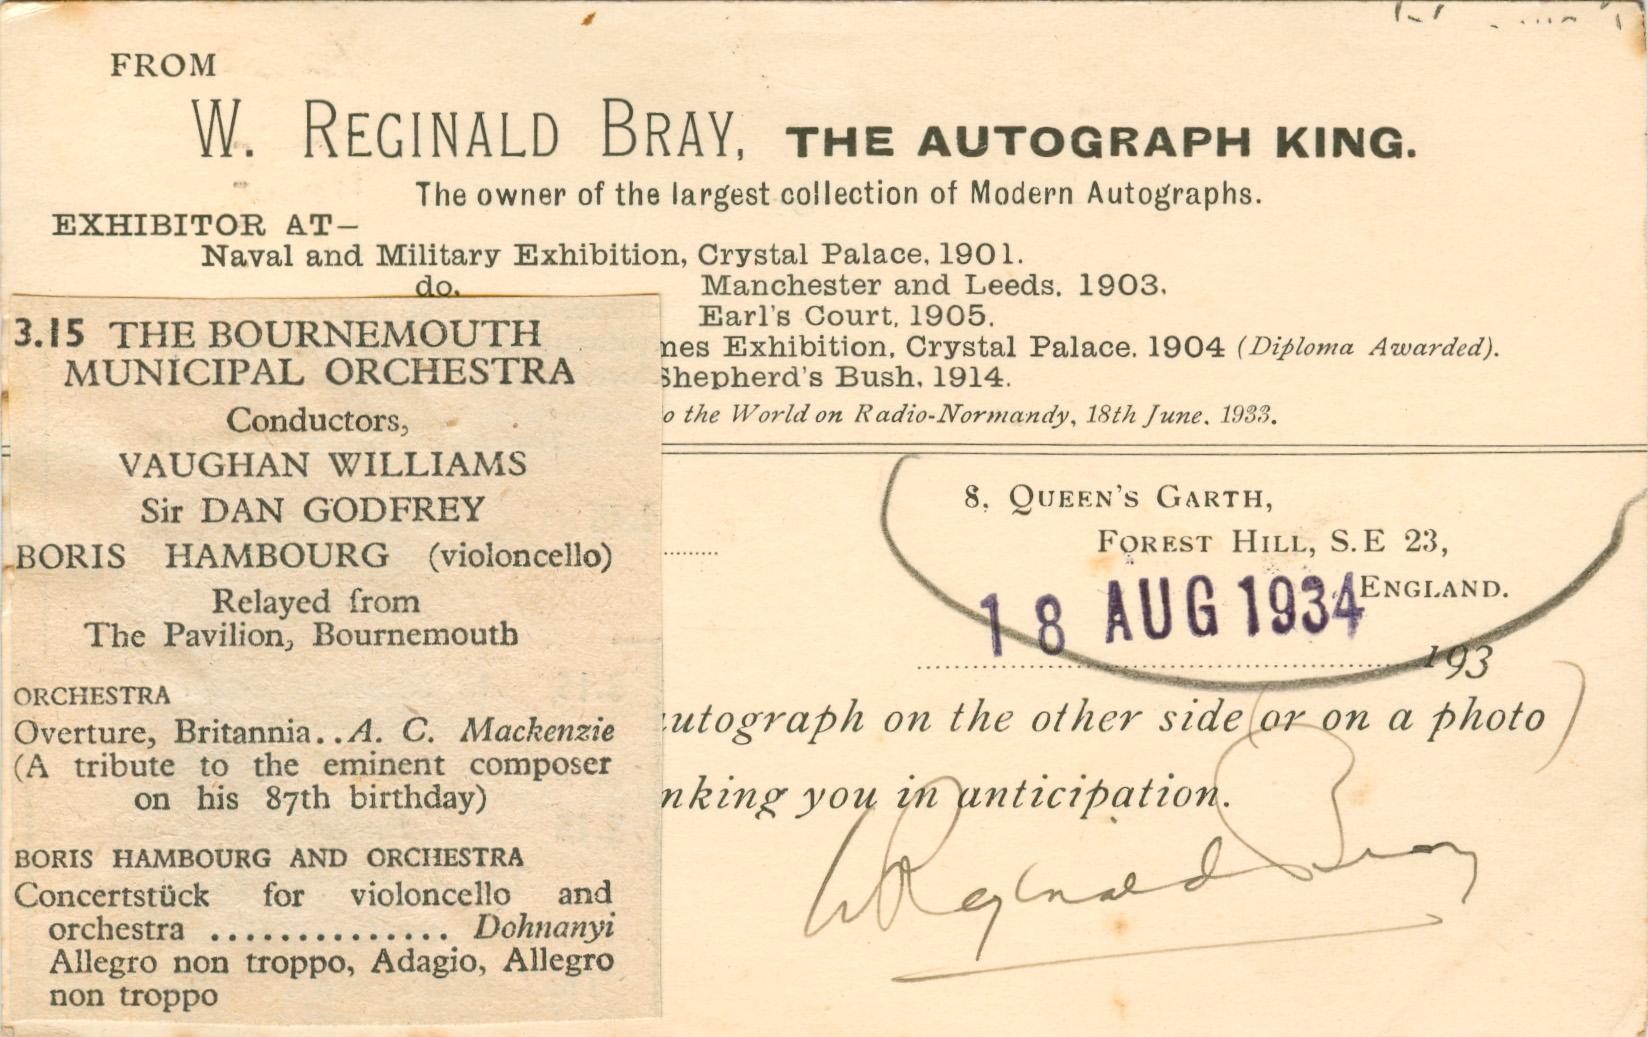 FROM
W. REGINALD BRAY, THE AUTOGRAPH KING.
The owner of the largest collection of Modern Autographs.
EXHIBITOR AT—
Naval and Military Exhibition, Crystal Palace, 1901.
do. Manchester and Leeds, 1903.
Earl's Court, 1905.
Exhibition, Crystal Palace. 1904 (Diploma Awarded).
Shepherd's Bush, 1914.
the World on Radio-Normandy, 18th June. 1933.
3.15 THE BOURNEMOUTH
MUNICIPAL ORCHESTRA
Conductors,
VAUGHAN WILLIAMS
Sir DAN GODFREY
BORIS HAMBOURG (violoncello)
Relayed from
The Pavilion, Bournemouth
ORCHESTRA
Overture, Britannia..A. C. Mackenzie
(A tribute to the eminent composer
on his 87th birthday)
BORIS HAMBOURG AND ORCHESTRA
Concertstück for violoncello and
orchestra .............. Dohnanyi
Allegro non troppo, Adagio, Allegro
non troppo
8, QUEEN'S GARTH,
FOREST HILL, S.E 23,
ENGLAND.
18 AUG 1934
193
autograph on the other side (or on a photo)
nking you in anticipation.
W Reginald Bray